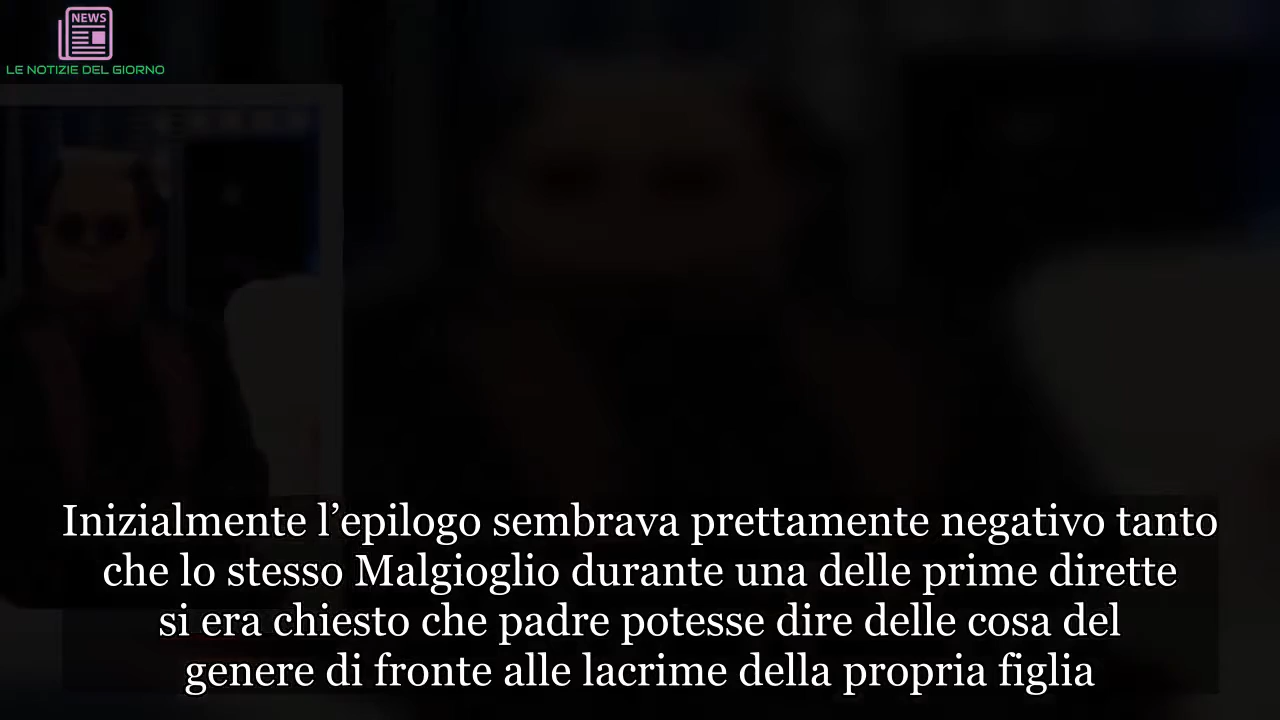 NEWS
LE NOTIZIE DEL GIORNO
Inizialmente l’epilogo sembrava prettamente negativo tanto
che lo stesso Malgioglio durante una delle prime dirette
si era chiesto che padre potesse dire delle cosa del
genere di fronte alle lacrime della propria figlia